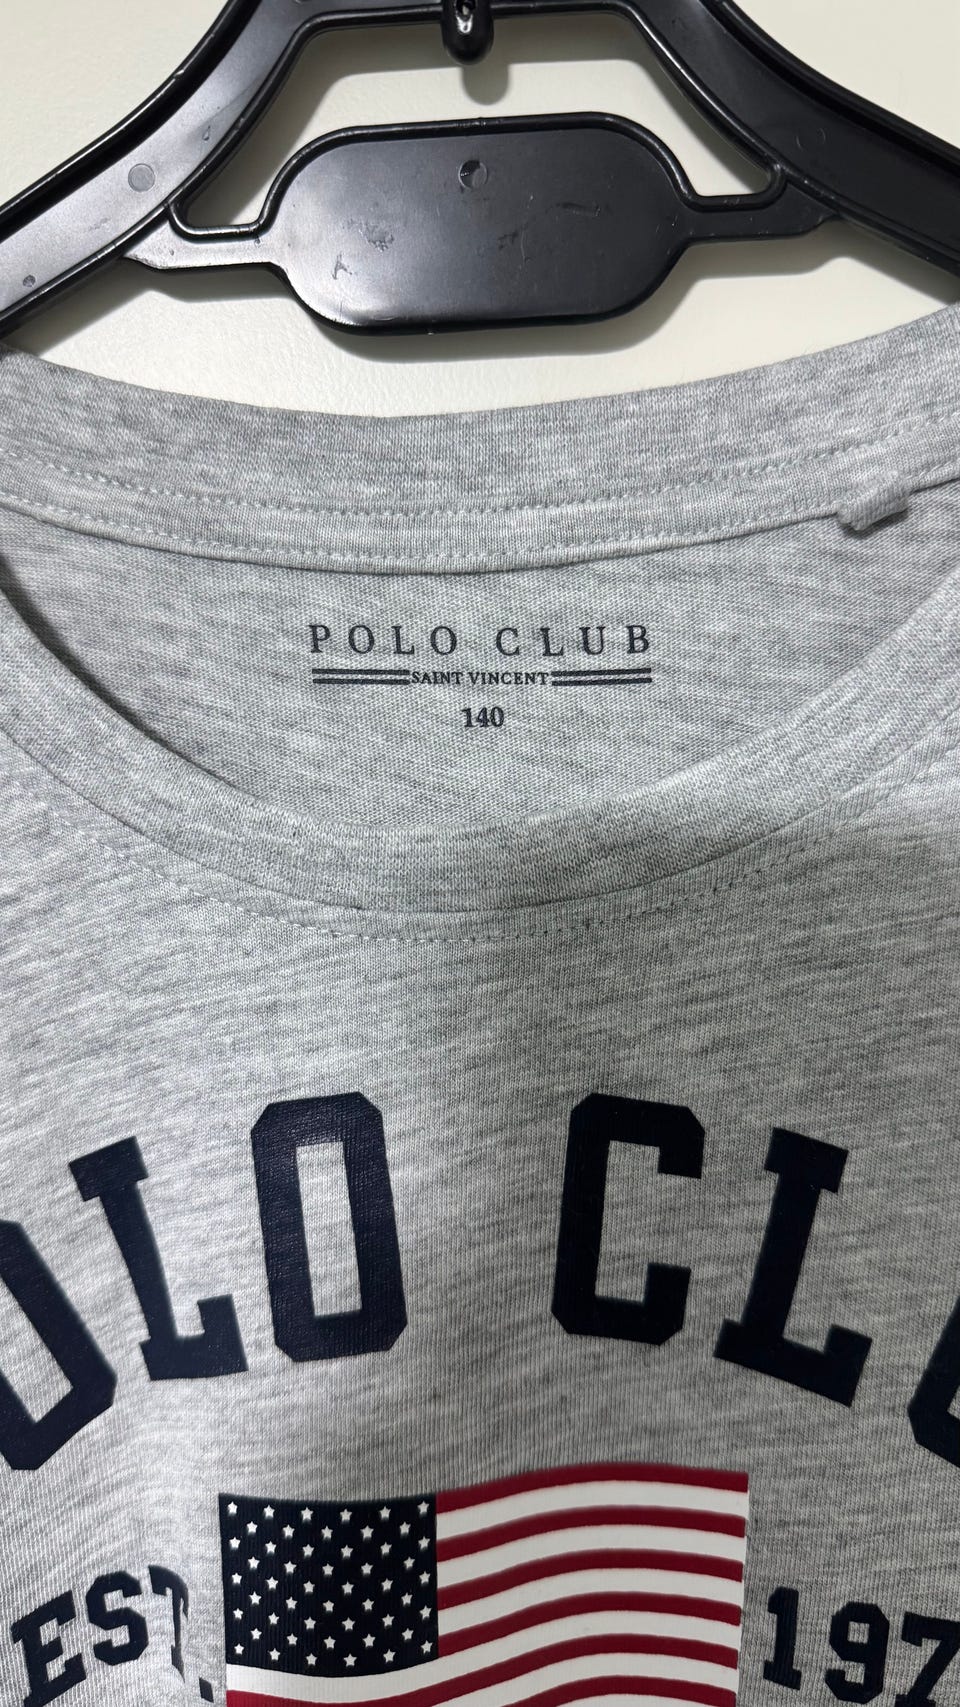 POLO CLUB
SAINT VINCENT
140
OLO CL
EST. 197